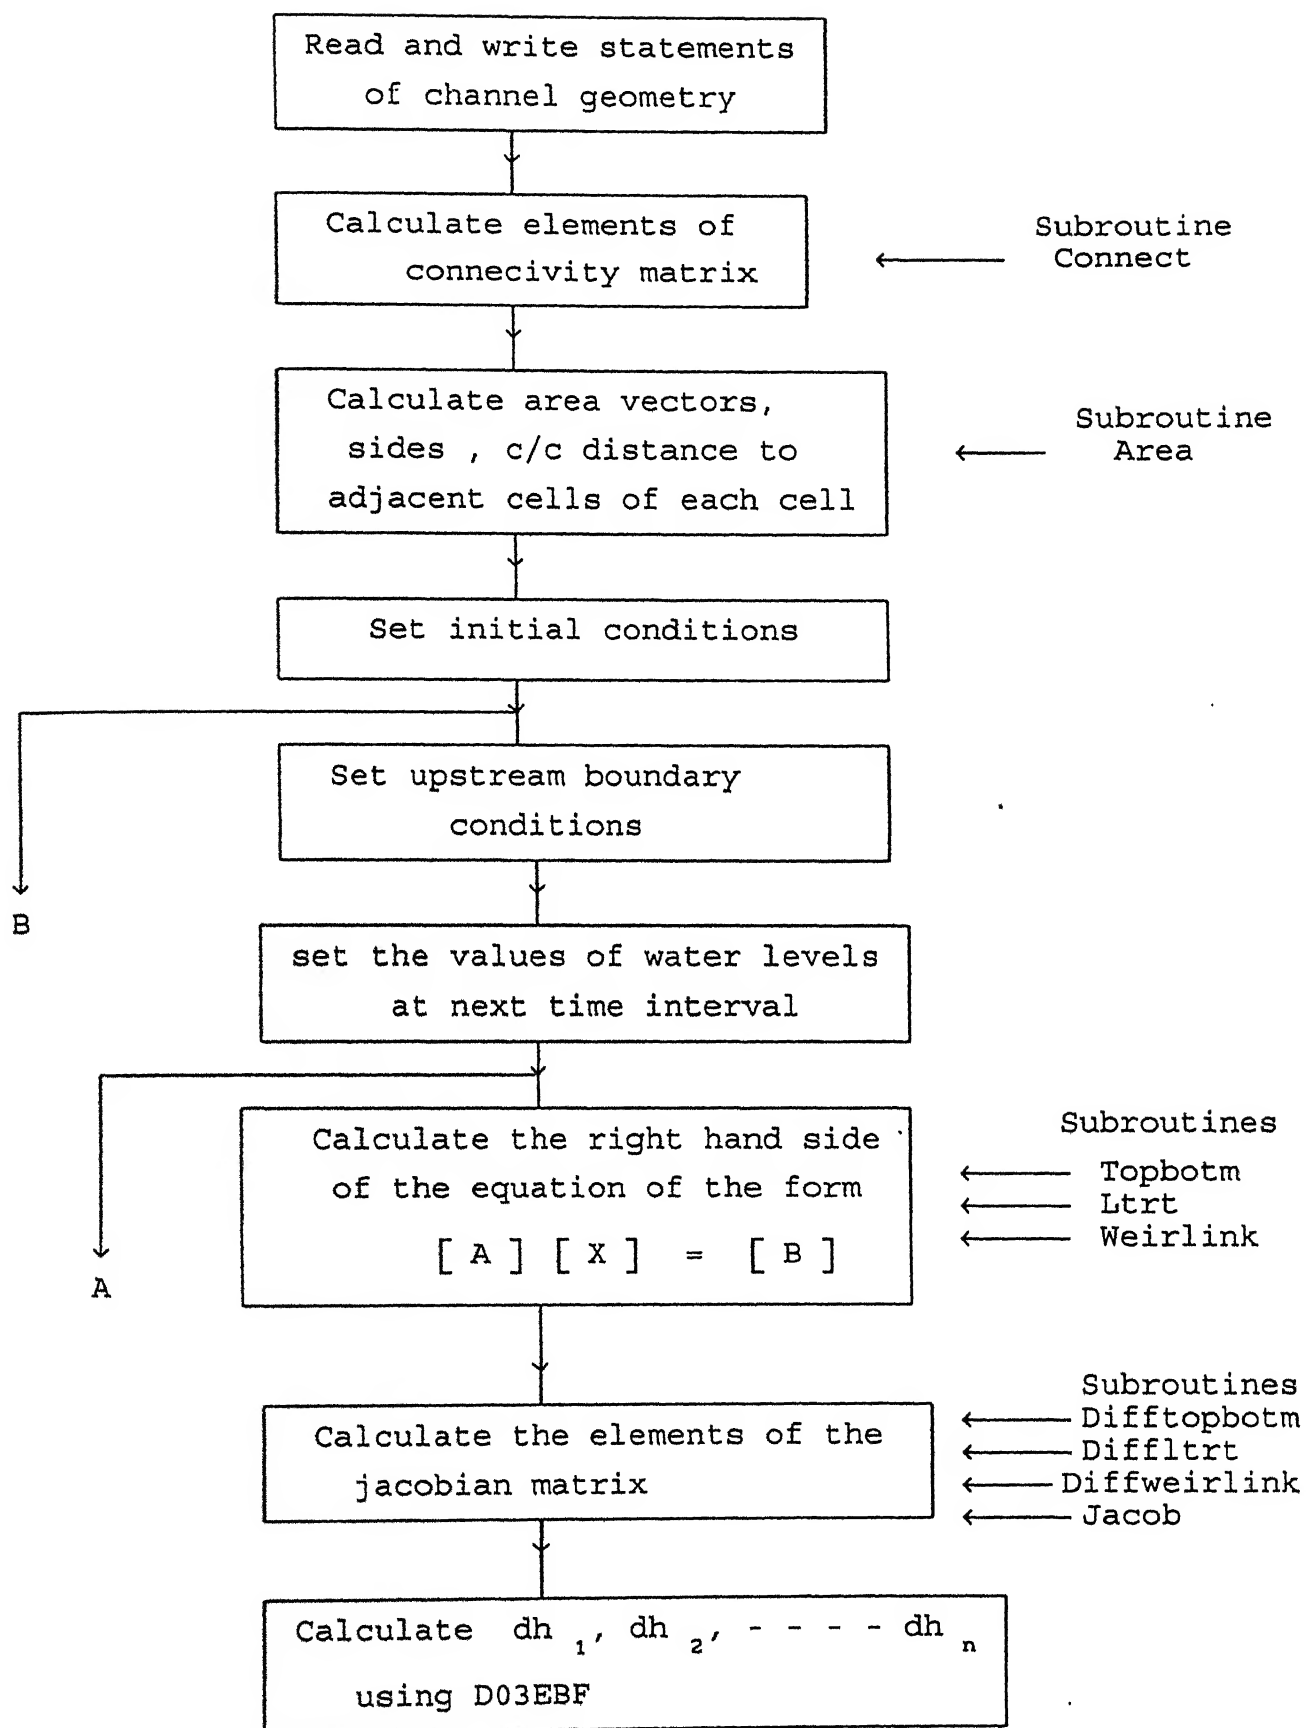 Read and write statements
of channel geometry
Calculate elements of
connecivity matrix
Subroutine
Connect
Calculate area vectors,
sides , c/c distance to
adjacent cells of each cell
Subroutine
Area
Set initial conditions
Set upstream boundary
conditions
B
set the values of water levels
at next time interval
Calculate the right hand side
of the equation of the form
[ A ] [ X ] = [ B ]
Subroutines
Topbotm
Ltrt
Weirlink
A
Calculate the elements of the
jacobian matrix
Subroutines
Difftopbotm
Diffltrt
Diffweirlink
Jacob
Calculate dh 1, dh 2, - - - - dh n
using D03EBF